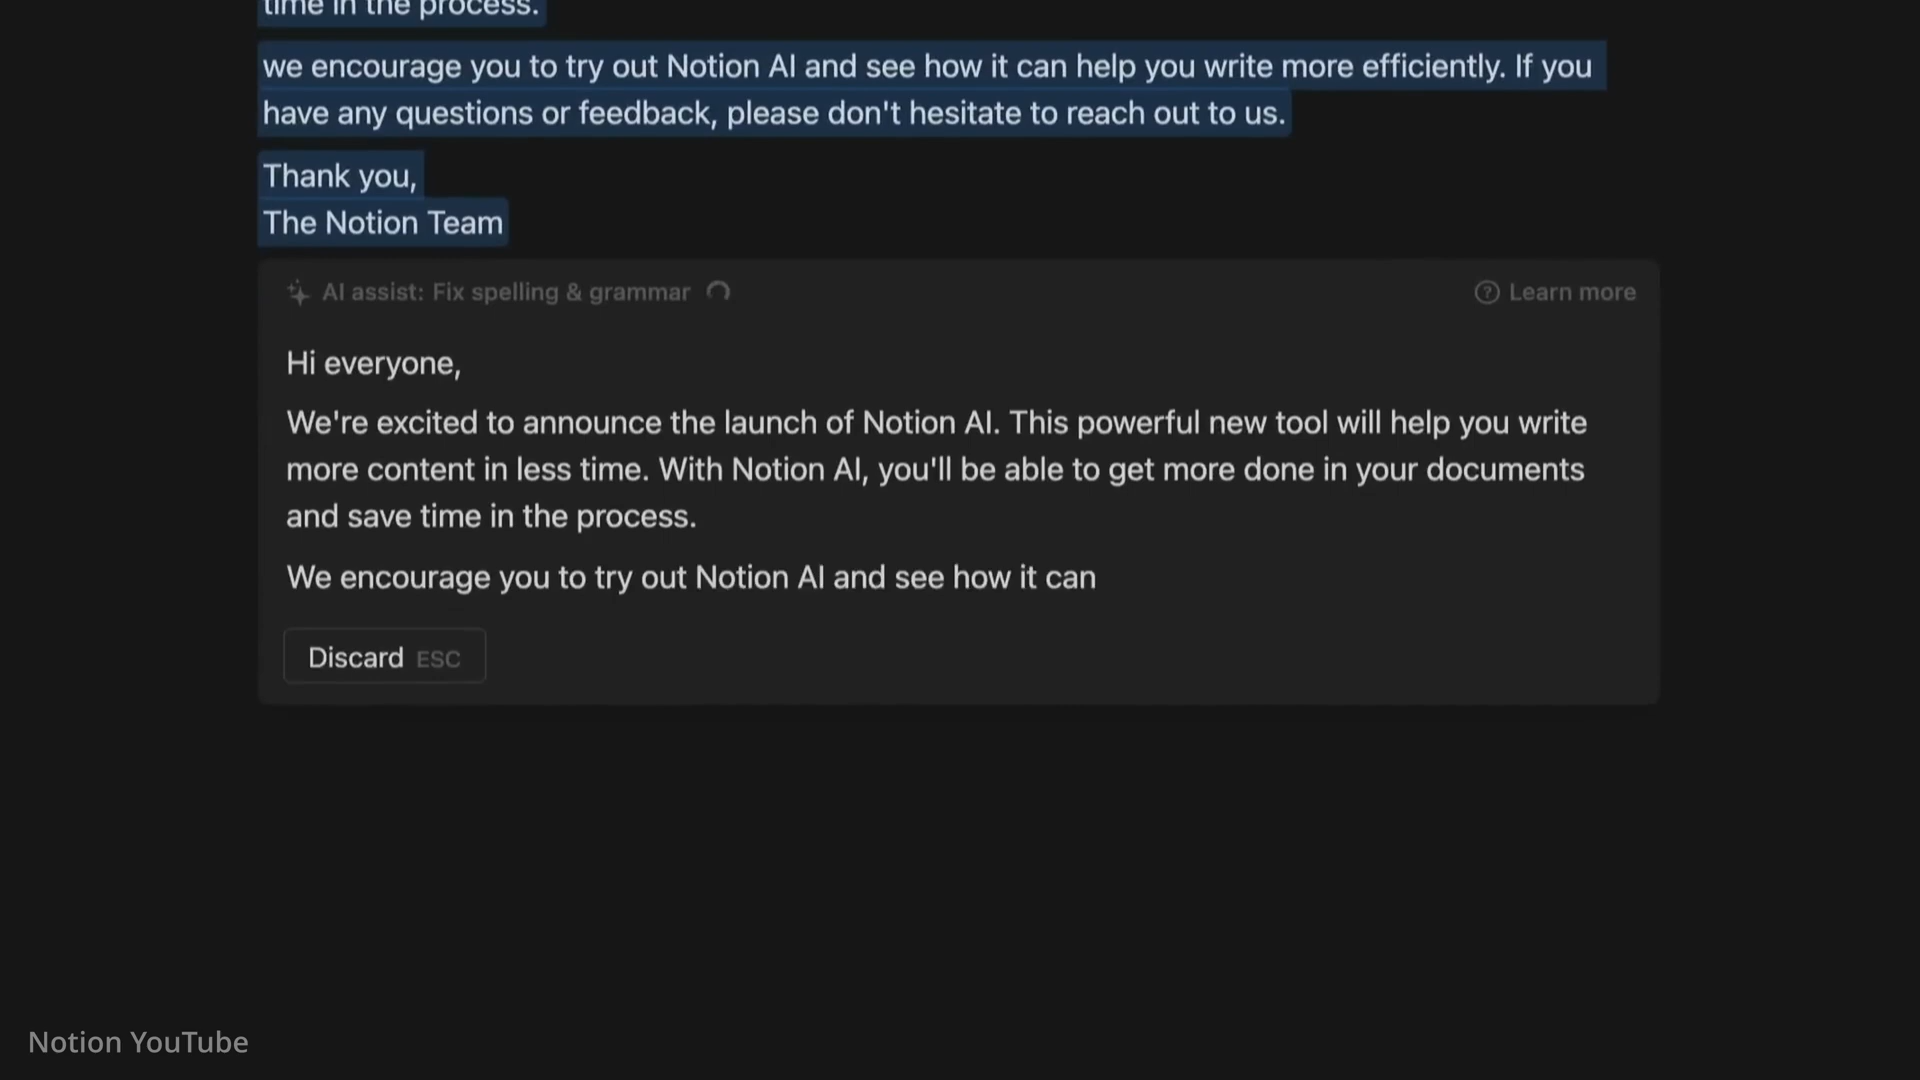 time in the process.
we encourage you to try out Notion AI and see how it can help you write more efficiently. If you
have any questions or feedback, please don't hesitate to reach out to us.
Thank you,
The Notion Team
AI assist: Fix spelling & grammar
Learn more
Hi everyone,
We're excited to announce the launch of Notion AI. This powerful new tool will help you write
more content in less time. With Notion AI, you'll be able to get more done in your documents
and save time in the process.
We encourage you to try out Notion AI and see how it can
Discard ESC
Notion YouTube